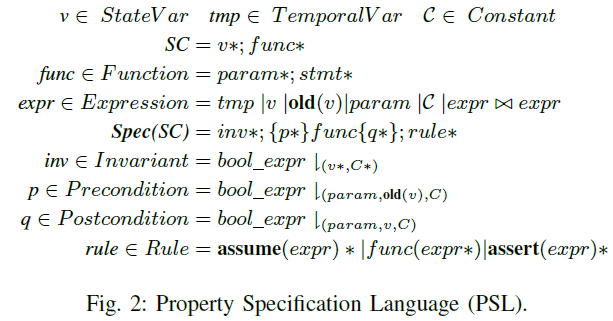 v ∈ StateVar tmp ∈ TemporalVar 𝒞 ∈ Constant
SC = v*; func*
func ∈ Function = param*; stmt*
expr ∈ Expression = tmp |v |old(v)|param |𝒞 |expr ⋈ expr
Spec(SC) = inv*; {p*}func{q*}; rule*
inv ∈ Invariant = bool_expr ⇂(v*,C*)
p ∈ Precondition = bool_expr ⇂(param,old(v),C)
q ∈ Postcondition = bool_expr ⇂(param,v,C)
rule ∈ Rule = assume(expr) * |func(expr*)|assert(expr)*
Fig. 2: Property Specification Language (PSL).